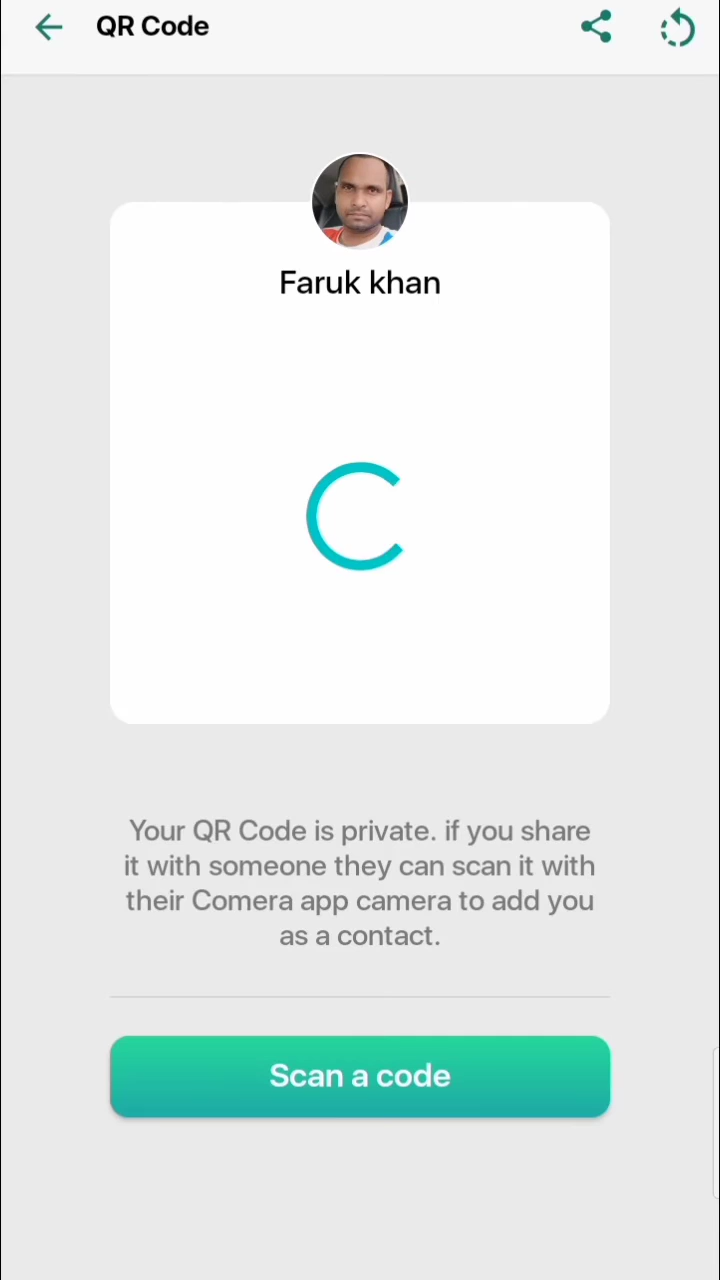 QR Code
Faruk khan
Your QR Code is private. if you share
it with someone they can scan it with
their Comera app camera to add you
as a contact.
Scan a code